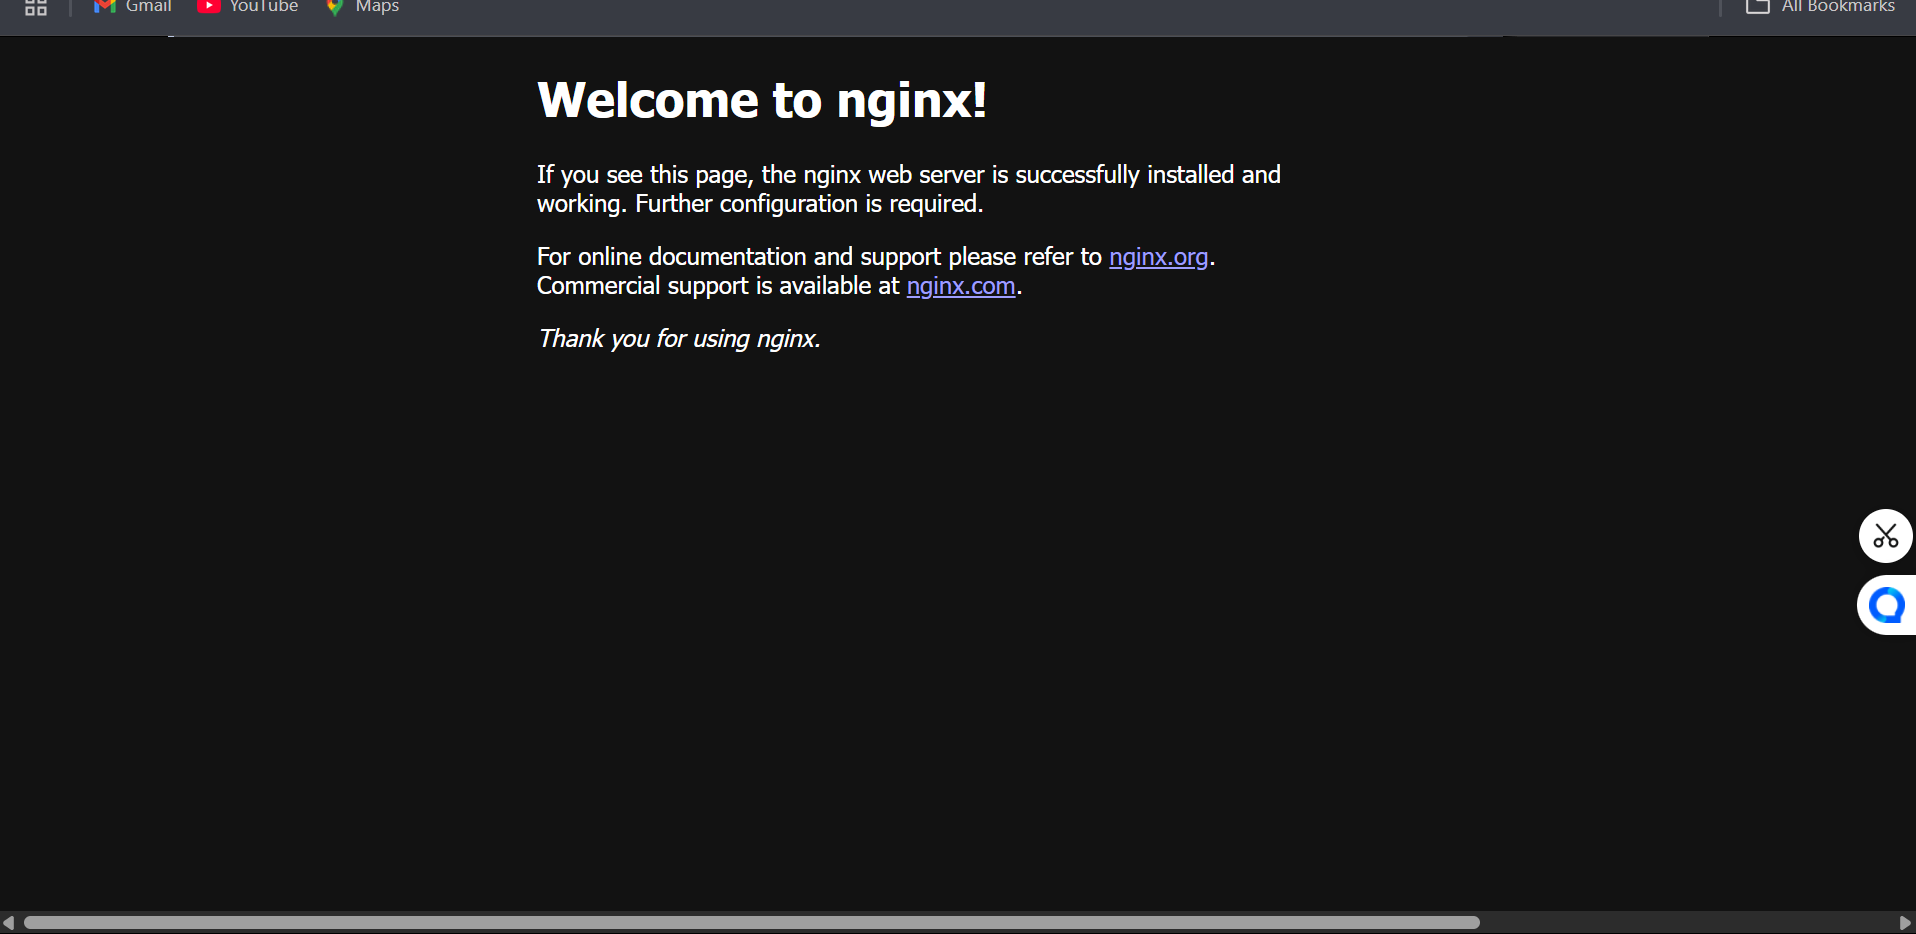 Gmail
YouTube
Maps
All Bookmarks
Welcome to nginx!
If you see this page, the nginx web server is successfully installed and
working. Further configuration is required.
For online documentation and support please refer to nginx.org.
Commercial support is available at nginx.com.
Thank you for using nginx.